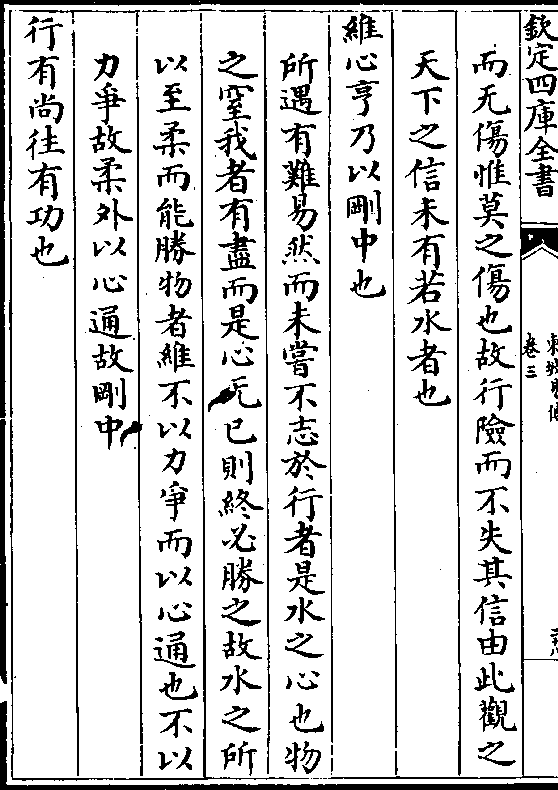 欽定四庫全書
東坡易傳
卷三
而无傷惟莫之傷也故行險而不失其信由此觀之
天下之信未有若水者也
維心亨乃以剛中也
所遇有難易然而未嘗不志於行者是水之心也物
之窒我者有盡而是心无已則終必勝之故水之所
以至柔而能勝物者維不以力爭而以心通也不以
力爭故柔外以心通故剛中
行有尚往有功也